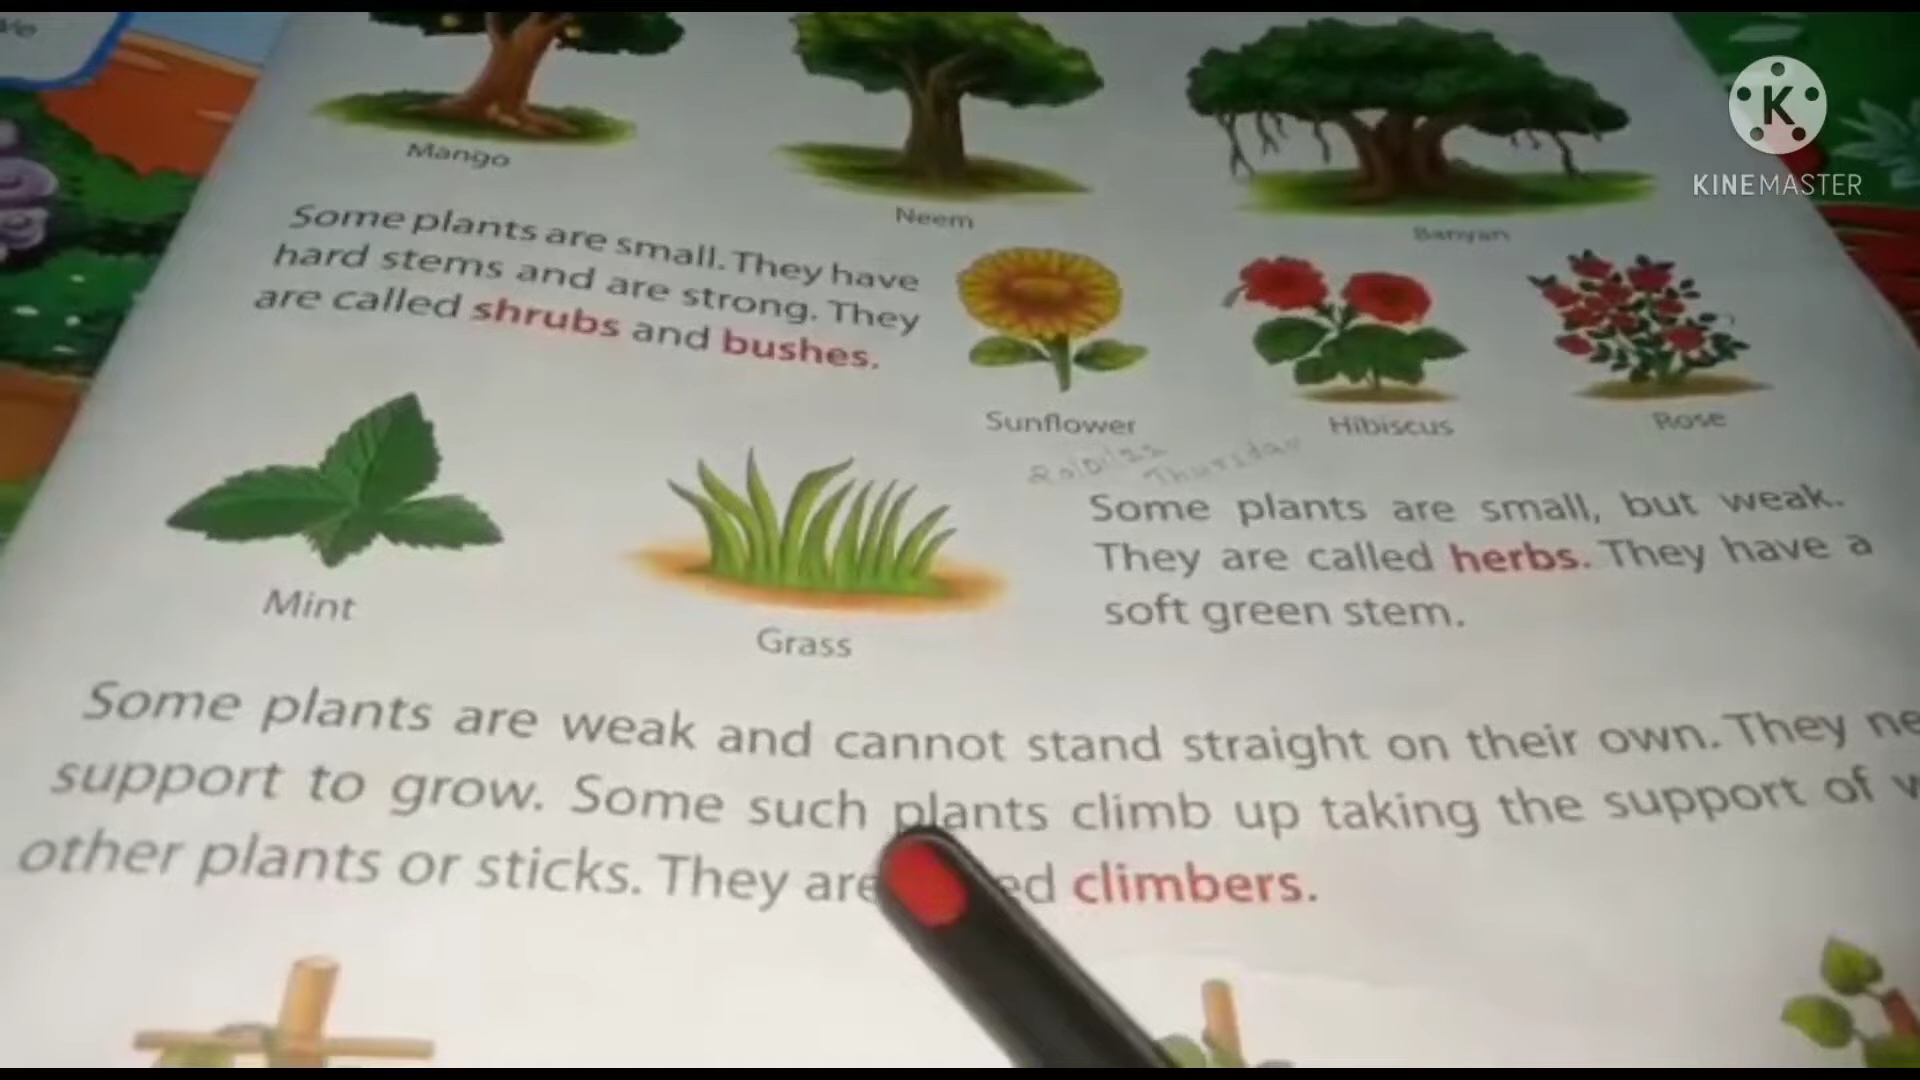 ve
KINEMASTER
Mango
Neem
Banyan
Some plants are small. They have
hard stems and are strong. They
are called shrubs and bushes.
Sunflower
Hibiscus
Rose
Thursday
Mint
Grass
Some plants are small, but weak.
They are called herbs. They have a
soft green stem.
Some plants are weak and cannot stand straight on their own. They
support to grow. Some such plants climb up taking the support of
other plants or sticks. They are climbers.